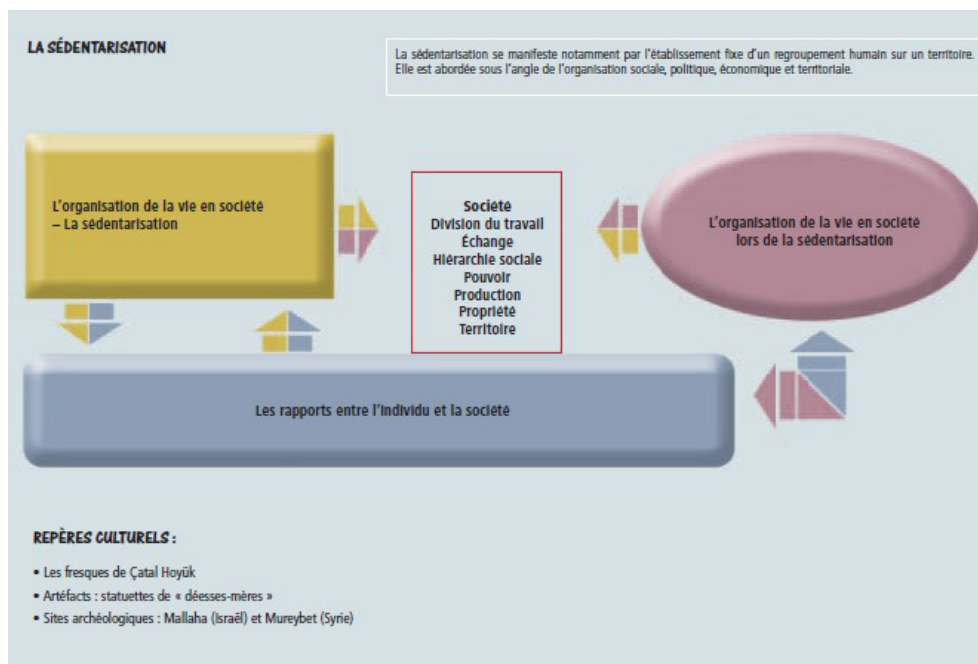 LA SÉDENTARISATION
La sédentarisation se manifeste notamment par l'établissement fixe d'un regroupement humain sur un territoire.
Elle est abordée sous l'angle de l'organisation sociale, politique, économique et territoriale.
L'organisation de la vie en société
– La sédentarisation
Société
Division du travail
Échange
Hiérarchie sociale
Pouvoir
Production
Propriété
Territoire
L'organisation de la vie en société
lors de la sédentarisation
Les rapports entre l'individu et la société
REPÈRES CULTURELS :
• Les fresques de Çatal Hoyük
• Artéfacts : statuettes de « déesses-mères »
• Sites archéologiques : Mallaha (Israël) et Mureybet (Syrie)